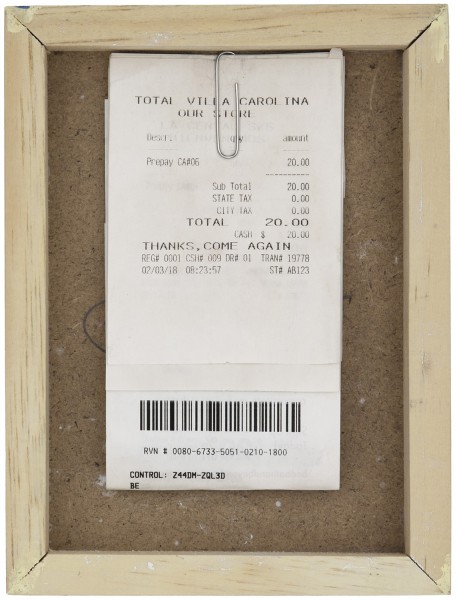 TOTAL VILLA CAROLINA
OUR STORE
amount
Prepay CA#06 20.00
Sub Total 20.00
STATE TAX 0.00
CITY TAX 0.00
TOTAL 20.00
CASH $ 20.00
THANKS,COME AGAIN
REG# 0001 CSH# 009 DR# 01 TRAN# 19778
02/03/18 08:23:57 ST# AB123
RVN # 0080-6733-5051-0210-1800
CONTROL: Z44DM-ZQL3D
BE